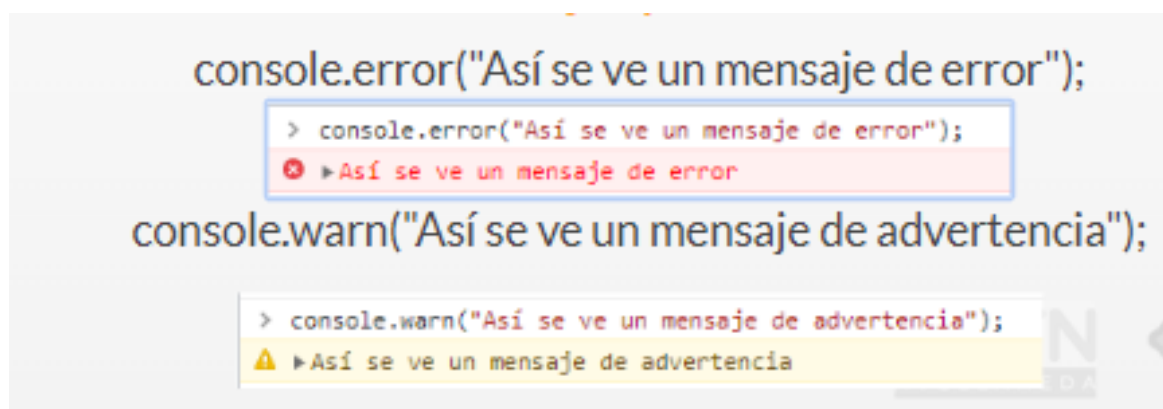 console.error("Así se ve un mensaje de error");
> console.error("Así se ve un mensaje de error");
▶Así se ve un mensaje de error
console.warn("Así se ve un mensaje de advertencia");
> console.warn("Así se ve un mensaje de advertencia");
▶Así se ve un mensaje de advertencia